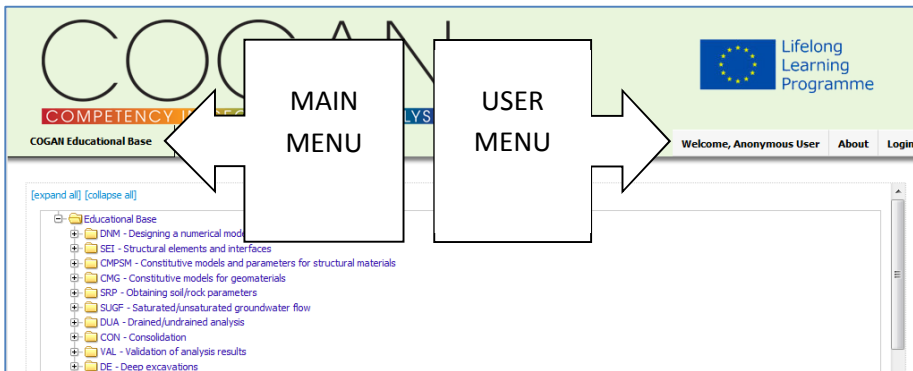 COGAN
Lifelong
Learning
Programme
COMPETENCY
LYS
MAIN
MENU
USER
MENU
COGAN Educational Base
Welcome, Anonymous User About Login
[expand all] [collapse all]
Educational Base
DNM - Designing a numerical mode
SEI - Structural elements and interfaces
CMPSM - Constitutive models and parameters for structural materials
CMG - Constitutive models for geomaterials
SRP - Obtaining soil/rock parameters
SUGF - Saturated/unsaturated groundwater flow
DUA - Drained/undrained analysis
CON - Consolidation
VAL - Validation of analysis results
DE - Deep excavations